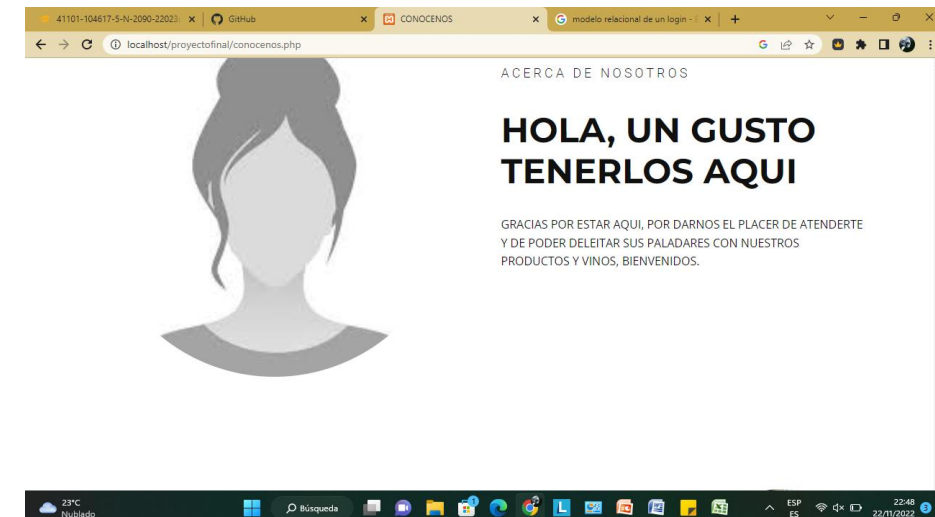 41101-104617-5-N-2090-22023
GitHub
CONOCENOS
modelo relacional de un login -
localhost/proyectofinal/conocenos.php
ACERCA DE NOSOTROS
HOLA, UN GUSTO
TENERLOS AQUI
GRACIAS POR ESTAR AQUI, POR DARNOS EL PLACER DE ATENDERTE
Y DE PODER DELEITAR SUS PALADARES CON NUESTROS
PRODUCTOS Y VINOS, BIENVENIDOS.
23°C
Nublado
Búsqueda
ESP
ES
22:48
22/11/2022
3